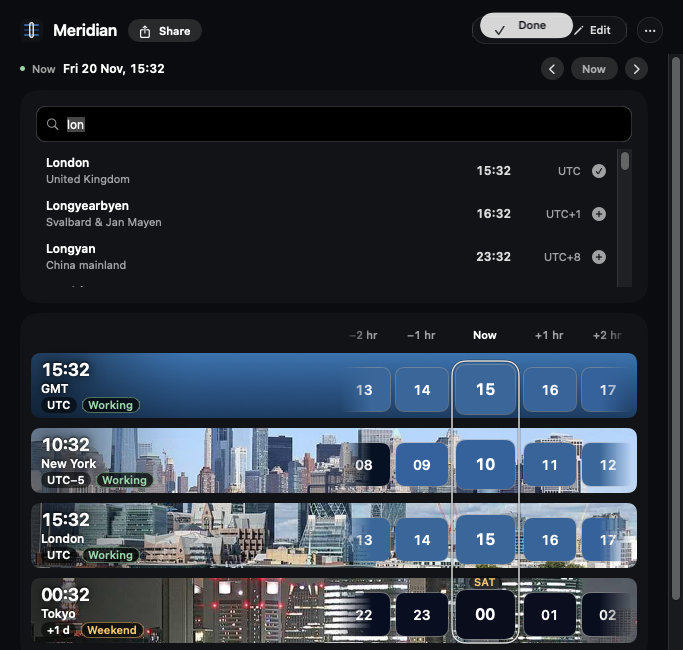 Meridian
Share
Done
Edit
Now Fri 20 Nov, 15:32
Now
lon
London
United Kingdom
15:32
UTC
Longyearbyen
Svalbard & Jan Mayen
16:32
UTC+1
Longyan
China mainland
23:32
UTC+8
−2 hr −1 hr Now +1 hr +2 hr
15:32
GMT
UTC Working
13 14 15 16 17
10:32
New York
UTC−5 Working
08 09 10 11 12
15:32
London
UTC Working
13 14 15 16 17
00:32
Tokyo
+1 d Weekend
SAT
22 23 00 01 02